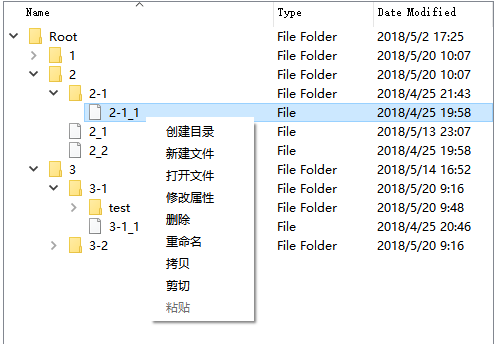 Name Type Date Modified
Root File Folder 2018/5/2 17:25
1 File Folder 2018/5/20 10:07
2 File Folder 2018/5/20 10:07
2-1 File Folder 2018/4/25 21:43
2-1_1 File 2018/4/25 19:58
2_1 File 2018/5/13 23:07
2_2 File 2018/4/25 19:58
3 File Folder 2018/5/14 16:52
3-1 File Folder 2018/5/20 9:16
test File Folder 2018/5/20 9:48
3-1_1 File 2018/4/25 20:46
3-2 File Folder 2018/5/20 9:16
创建目录
新建文件
打开文件
修改属性
删除
重命名
拷贝
剪切
粘贴